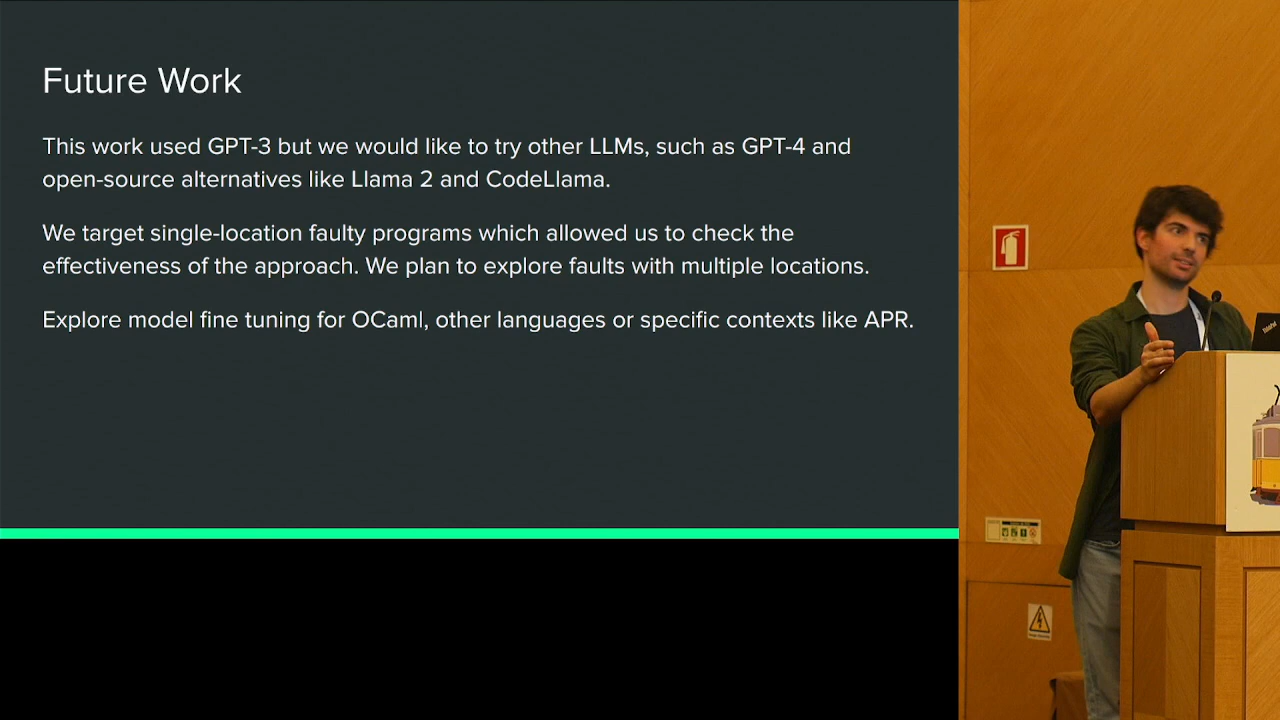 Future Work
This work used GPT-3 but we would like to try other LLMs, such as GPT-4 and
open-source alternatives like Llama 2 and CodeLlama.
We target single-location faulty programs which allowed us to check the
effectiveness of the approach. We plan to explore faults with multiple locations.
Explore model fine tuning for OCaml, other languages or specific contexts like APR.